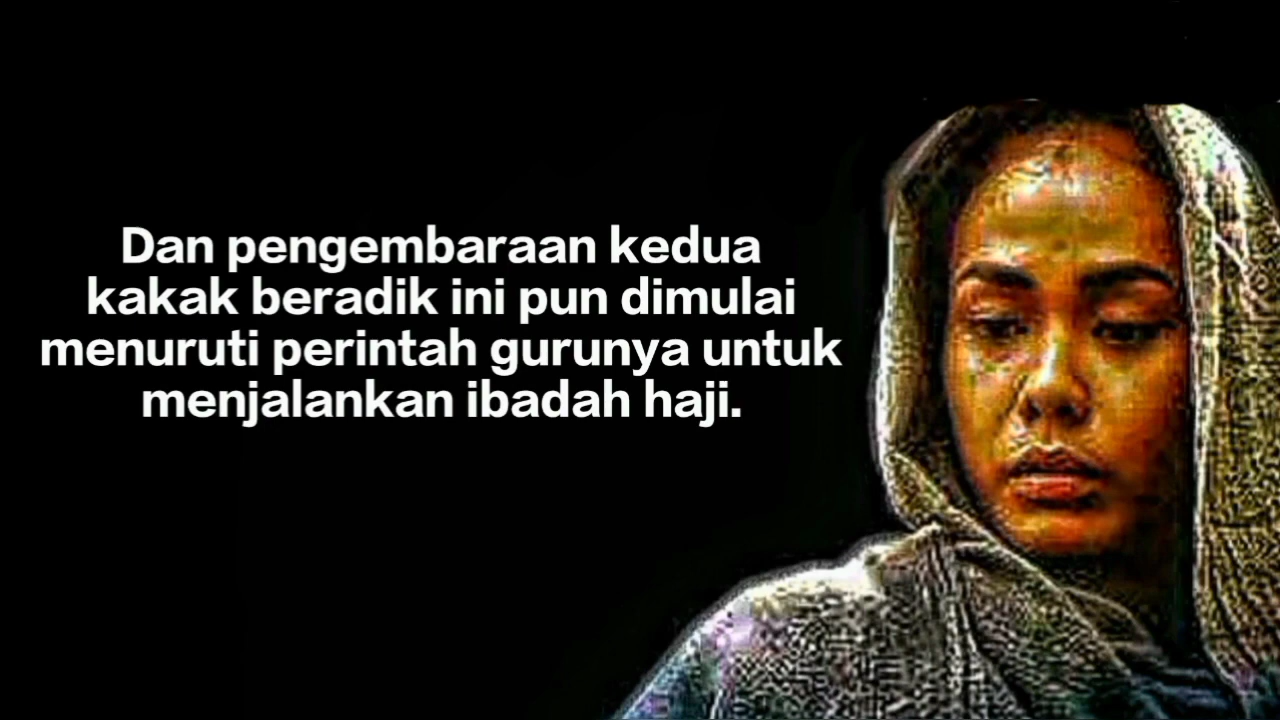 Dan pengembaraan kedua
kakak beradik ini pun dimulai
menuruti perintah gurunya untuk
menjalankan ibadah haji.